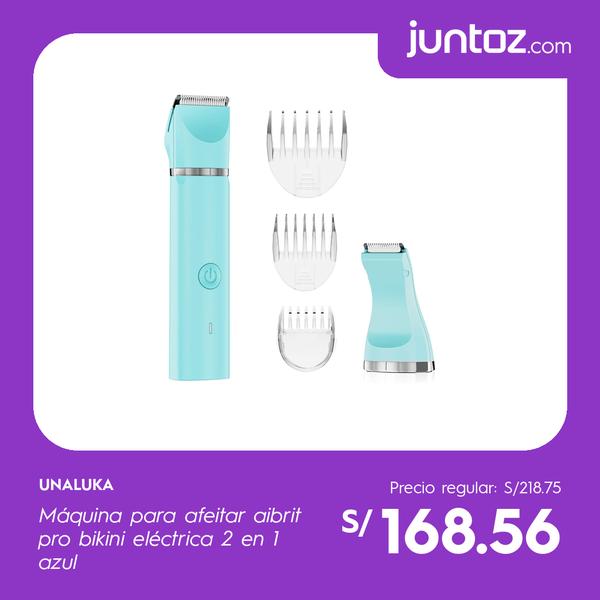 juntoz.com
UNALUKA
Máquina para afeitar aibrit
pro bikini eléctrica 2 en 1
azul
Precio regular: S/218.75
S/168.56